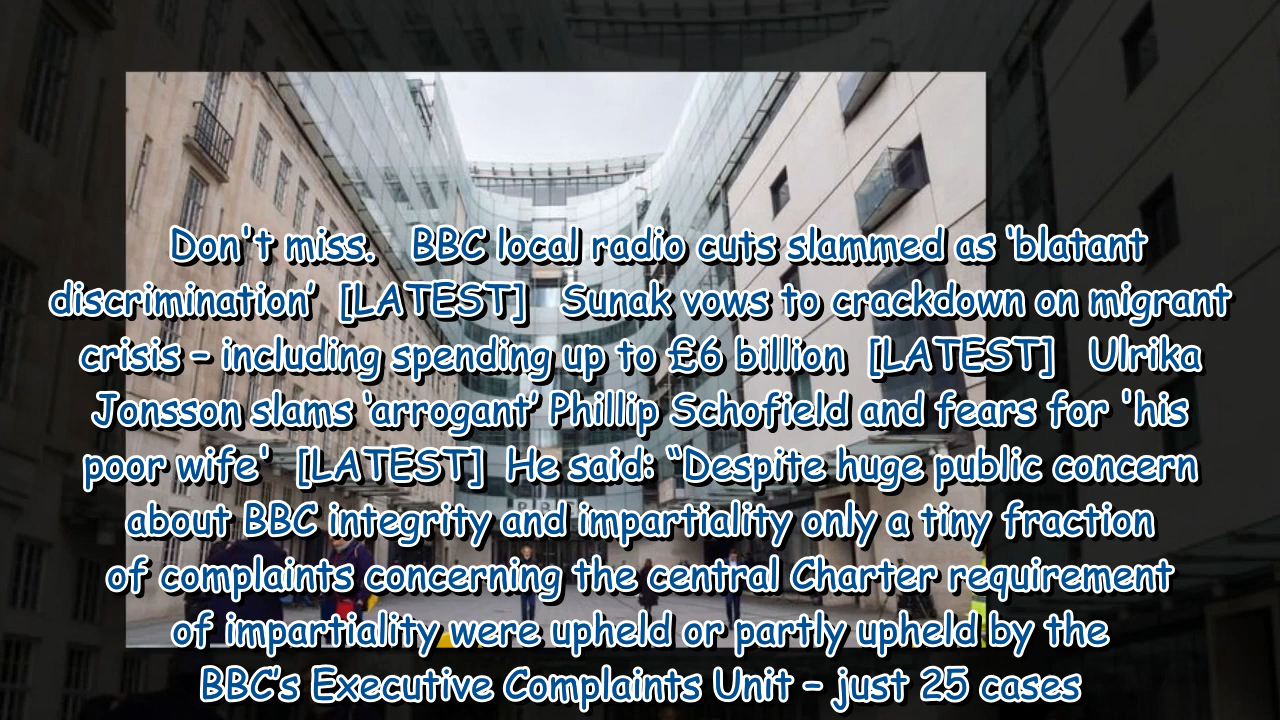 Don't miss. BBC local radio cuts slammed as ‘blatant
discrimination’ [LATEST] Sunak vows to crackdown on migrant
crisis – including spending up to £6 billion [LATEST] Ulrika
Jonsson slams ‘arrogant’ Phillip Schofield and fears for 'his
poor wife' [LATEST] He said: “Despite huge public concern
about BBC integrity and impartiality only a tiny fraction
of complaints concerning the central Charter requirement
of impartiality were upheld or partly upheld by the
BBC’s Executive Complaints Unit – just 25 cases